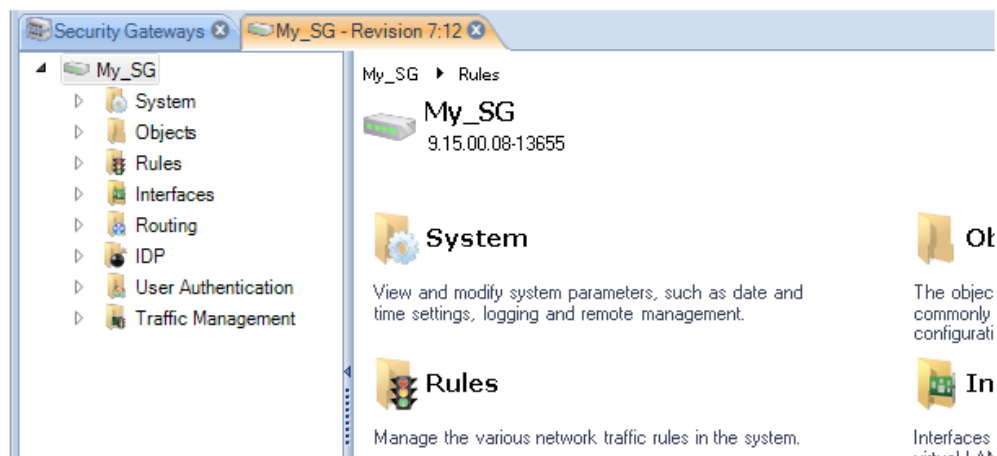 Security Gateways
My_SG - Revision 7:12
My_SG
System
Objects
Rules
Interfaces
Routing
IDP
User Authentication
Traffic Management
My_SG Rules
My_SG
9.15.00.08-13655
System
View and modify system parameters, such as date and
time settings, logging and remote management.
Rules
Manage the various network traffic rules in the system.
The
commonly
Interfaces